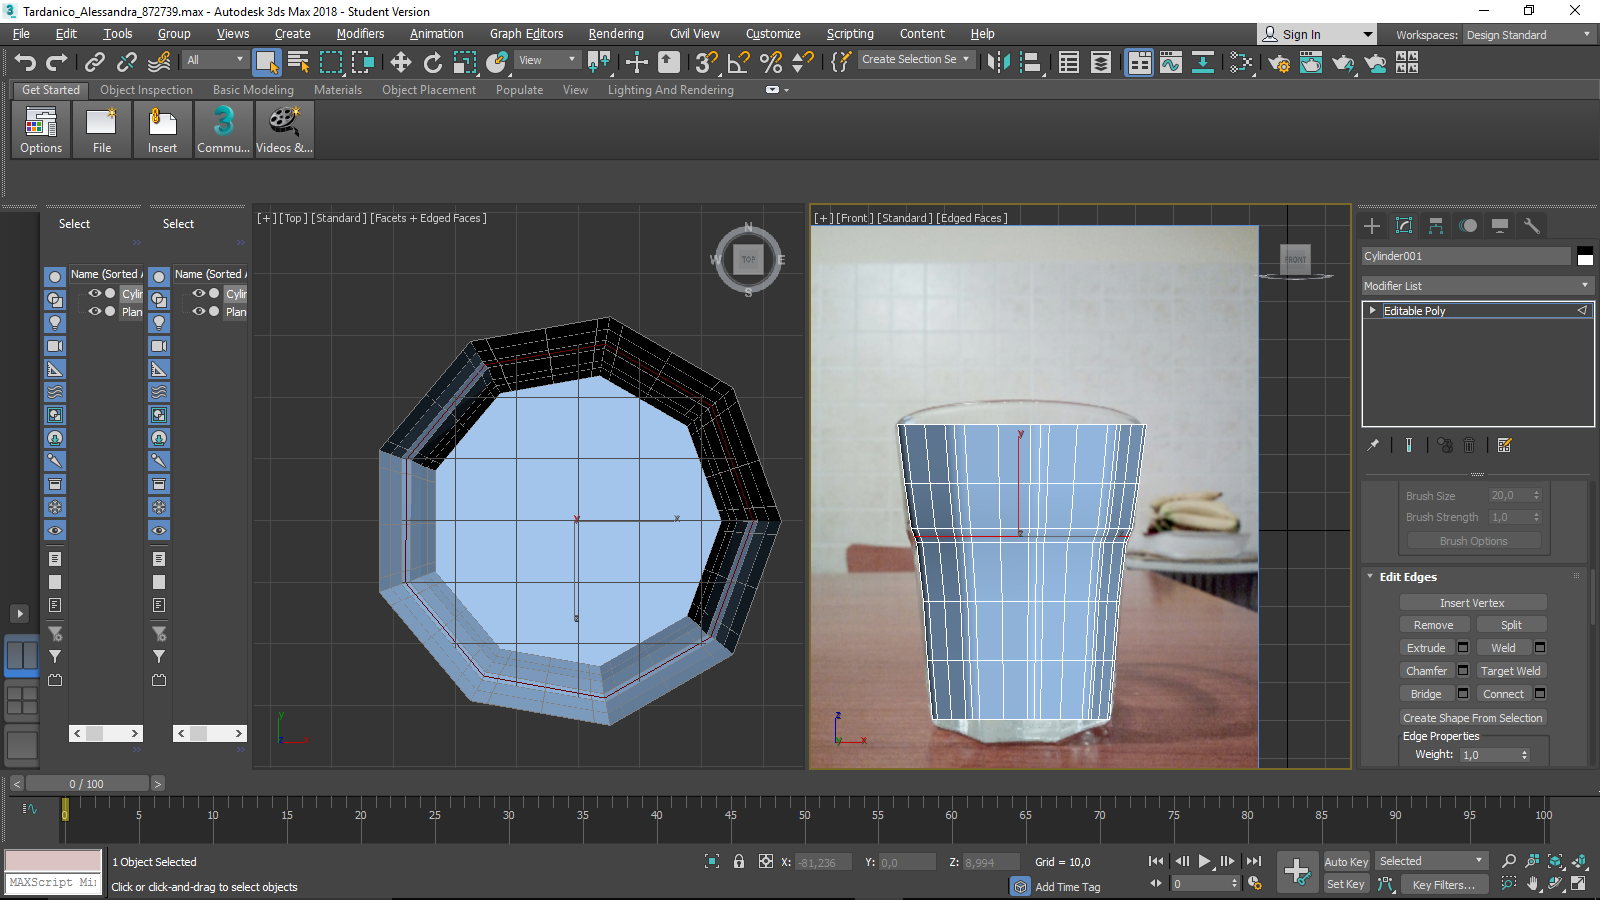 Tardanico_Alessandra_872739.max - Autodesk 3ds Max 2018 - Student Version
File Edit Tools Group Views Create Modifiers Animation Graph Editors Rendering Civil View Customize Scripting Content Help Sign In Workspaces: Design Standard
All View Create Selection Se
Get Started Object Inspection Basic Modeling Materials Object Placement Populate View Lighting And Rendering
Options File Insert Commu... Videos &...
Select Select
[+] [Top] [Standard] [Facets + Edged Faces]
[+] [Front] [Standard] [Edged Faces]
N
W TOP E
S
FRONT
Name (Sorted A Name (Sorted A
Cylin Cylin
Plan Plan
Cylinder001
Modifier List
Editable Poly
Brush Size 20,0
Brush Strength 1,0
Brush Options
Edit Edges
Insert Vertex
Remove Split
Extrude Weld
Chamfer Target Weld
Bridge Connect
Create Shape From Selection
Edge Properties
Weight: 1,0
y
x
z
y
z
x
y
z
x
z
y
x
0 / 100
0 5 10 15 20 25 30 35 40 45 50 55 60 65 70 75 80 85 90 95 100
1 Object Selected X: -81,236 Y: 0,0 Z: 8,994 Grid = 10,0 Auto Key Selected
MAXScript Mi
Click or click-and-drag to select objects Add Time Tag 0 Set Key Key Filters...